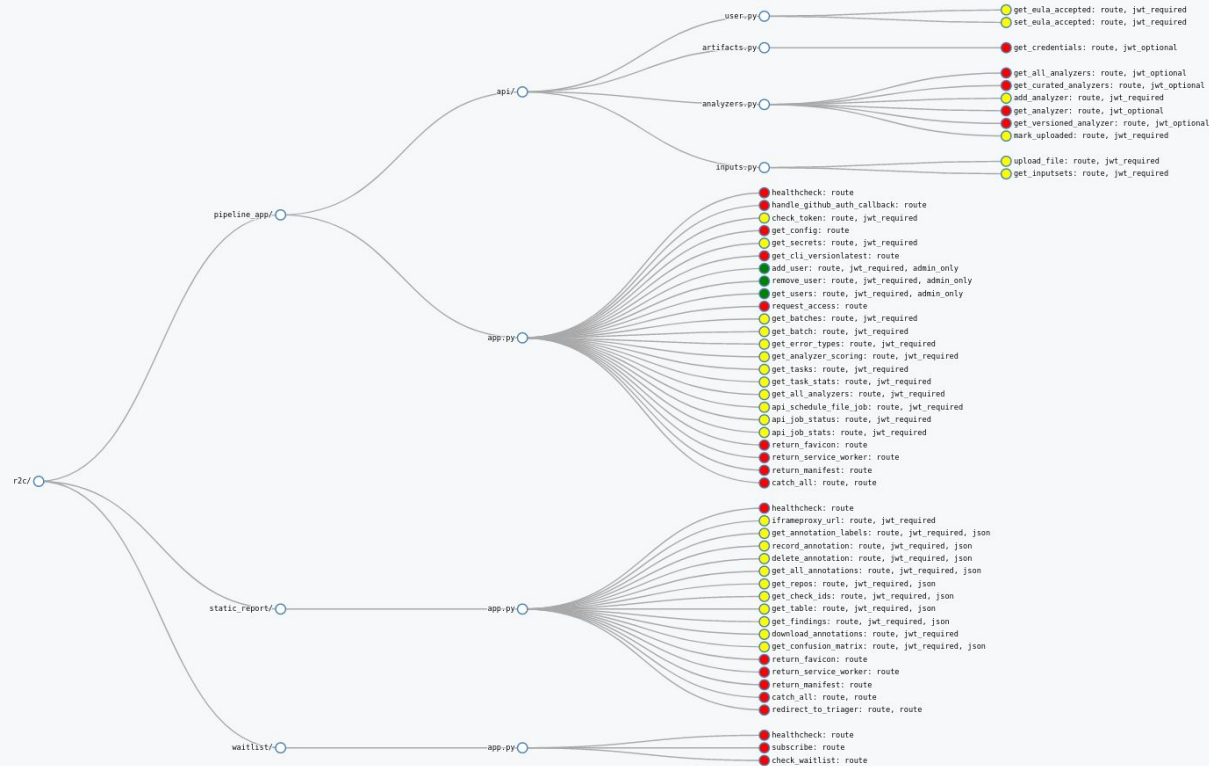 r2c/
pipeline_app/
api/
user.py
get_eula_accepted: route, jwt_required
set_eula_accepted: route, jwt_required
artifacts.py
get_credentials: route, jwt_optional
analyzers.py
get_all_analyzers: route, jwt_optional
get_curated_analyzers: route, jwt_optional
add_analyzer: route, jwt_required
get_analyzer: route, jwt_optional
get_versioned_analyzer: route, jwt_optional
mark_uploaded: route, jwt_required
inputs.py
upload_file: route, jwt_required
get_inputsets: route, jwt_required
app.py
healthcheck: route
handle_github_auth_callback: route
check_token: route, jwt_required
get_config: route
get_secrets: route, jwt_required
get_cli_versionlatest: route
add_user: route, jwt_required, admin_only
remove_user: route, jwt_required, admin_only
get_users: route, jwt_required, admin_only
request_access: route
get_batches: route, jwt_required
get_batch: route, jwt_required
get_error_types: route, jwt_required
get_analyzer_scoring: route, jwt_required
get_tasks: route, jwt_required
get_task_stats: route, jwt_required
get_all_analyzers: route, jwt_required
api_schedule_file_job: route, jwt_required
api_job_status: route, jwt_required
api_job_stats: route, jwt_required
return_favicon: route
return_service_worker: route
return_manifest: route
catch_all: route, route
static_report/
app.py
healthcheck: route
iframeproxy_url: route, jwt_required
get_annotation_labels: route, jwt_required, json
record_annotation: route, jwt_required, json
delete_annotation: route, jwt_required, json
get_all_annotations: route, jwt_required, json
get_repos: route, jwt_required, json
get_check_ids: route, jwt_required, json
get_table: route, jwt_required, json
get_findings: route, jwt_required, json
download_annotations: route, jwt_required
get_confusion_matrix: route, jwt_required, json
return_favicon: route
return_service_worker: route
return_manifest: route
catch_all: route, route
redirect_to_triager: route, route
waitlist/
app.py
healthcheck: route
subscribe: route
check_waitlist: route